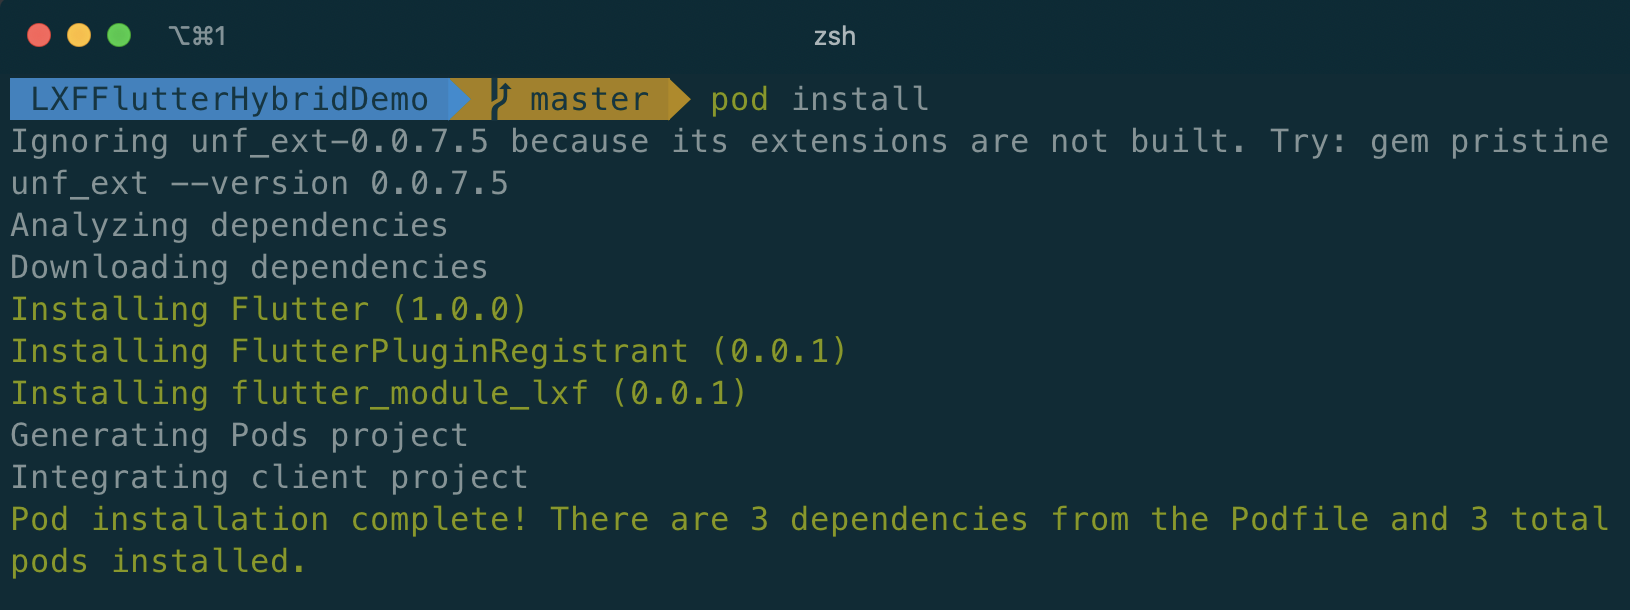 ⌥⌘1
zsh
LXFFlutterHybridDemo master pod install
Ignoring unf_ext-0.0.7.5 because its extensions are not built. Try: gem pristine
unf_ext --version 0.0.7.5
Analyzing dependencies
Downloading dependencies
Installing Flutter (1.0.0)
Installing FlutterPluginRegistrant (0.0.1)
Installing flutter_module_lxf (0.0.1)
Generating Pods project
Integrating client project
Pod installation complete! There are 3 dependencies from the Podfile and 3 total
pods installed.